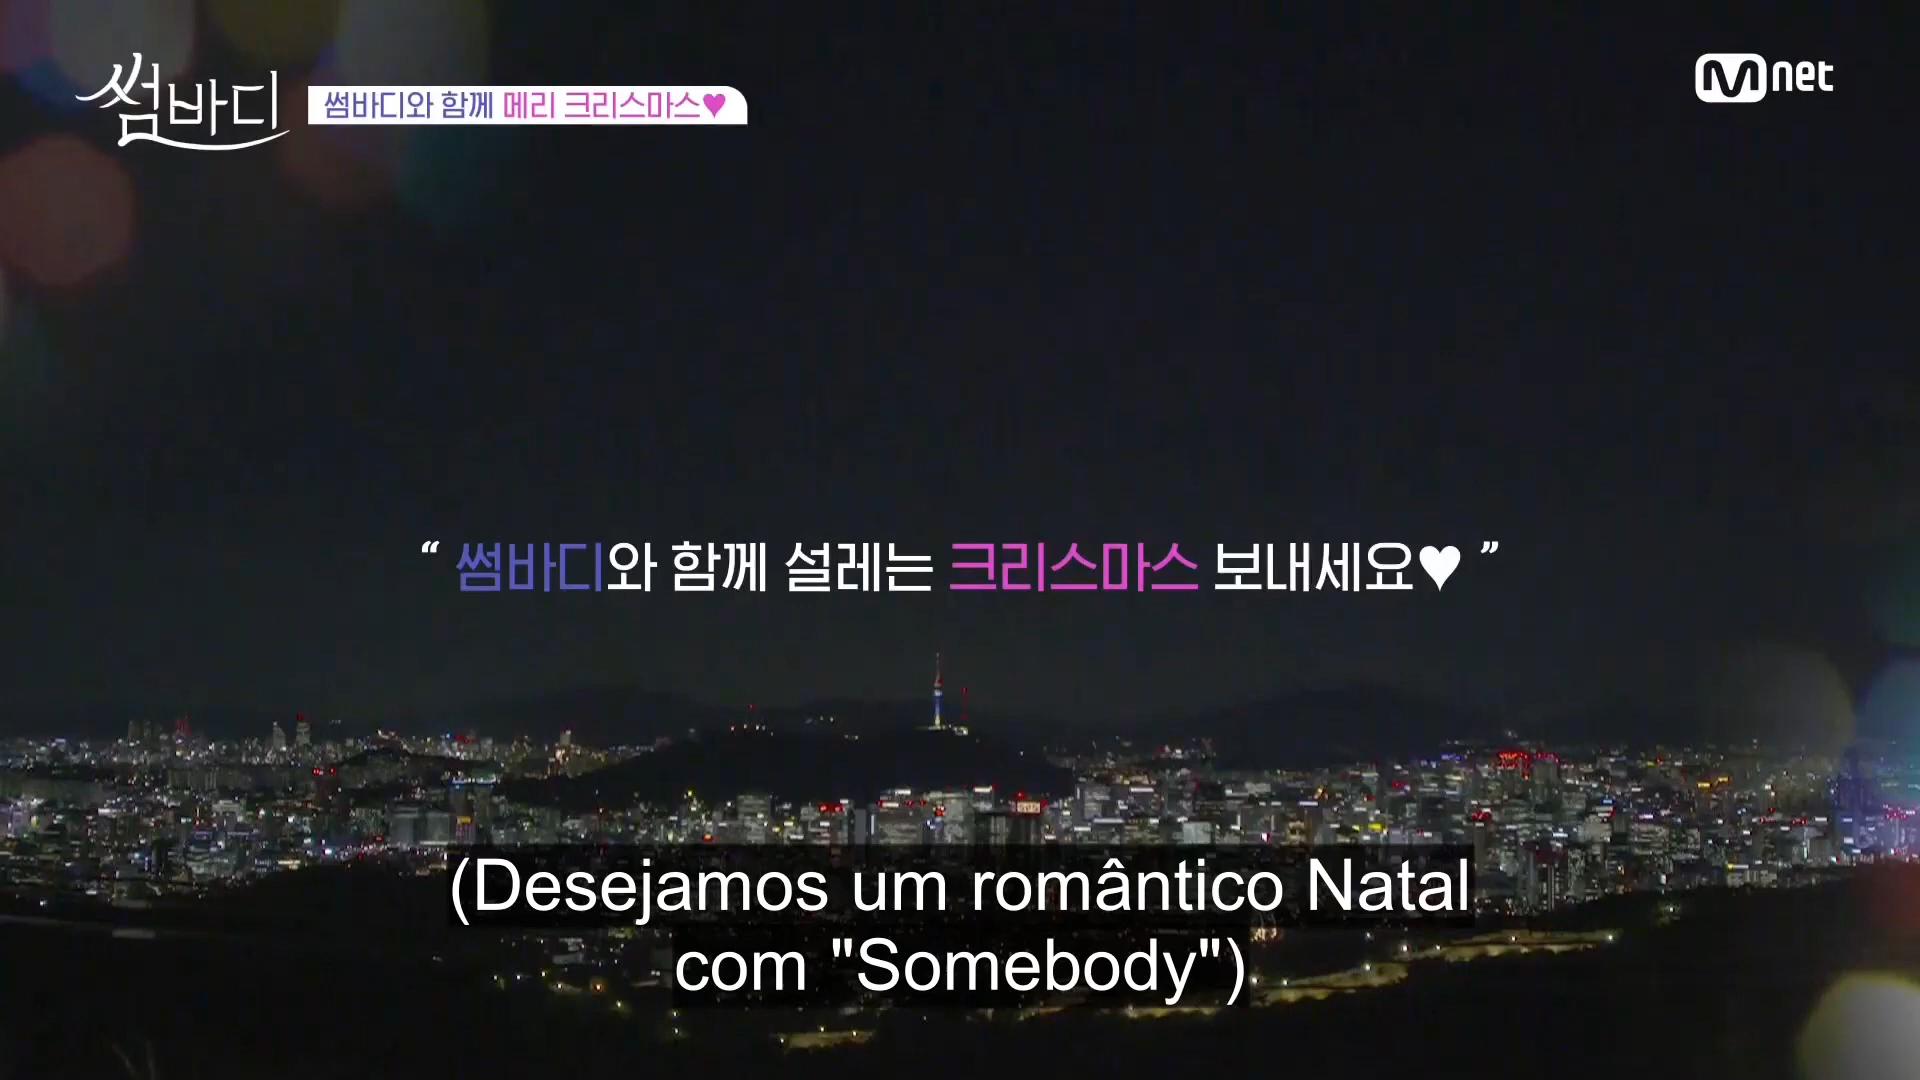 썸바디
썸바디와 함께 메리 크리스마스♥
Mnet
“ 썸바디와 함께 설레는 크리스마스 보내세요♥ ”
(Desejamos um romântico Natal
com "Somebody")